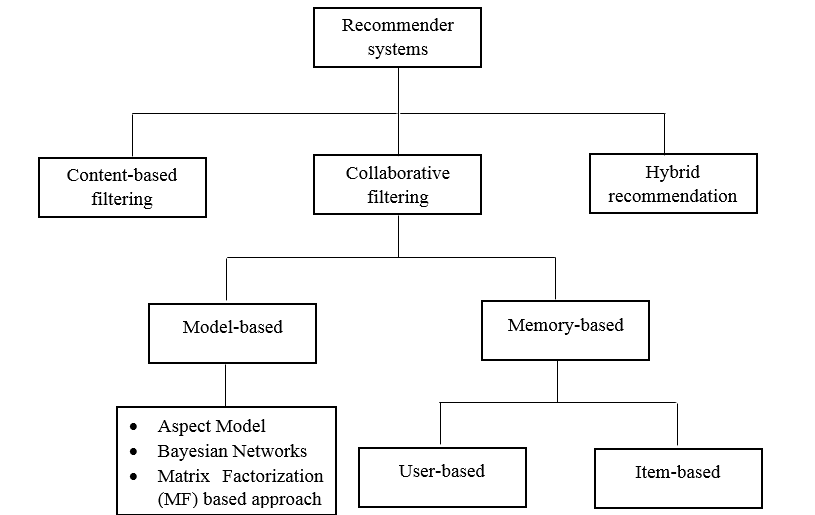 Recommender
systems
Content-based
filtering
Collaborative
filtering
Hybrid
recommendation
Model-based
Memory-based
• Aspect Model
• Bayesian Networks
• Matrix Factorization
(MF) based approach
User-based
Item-based